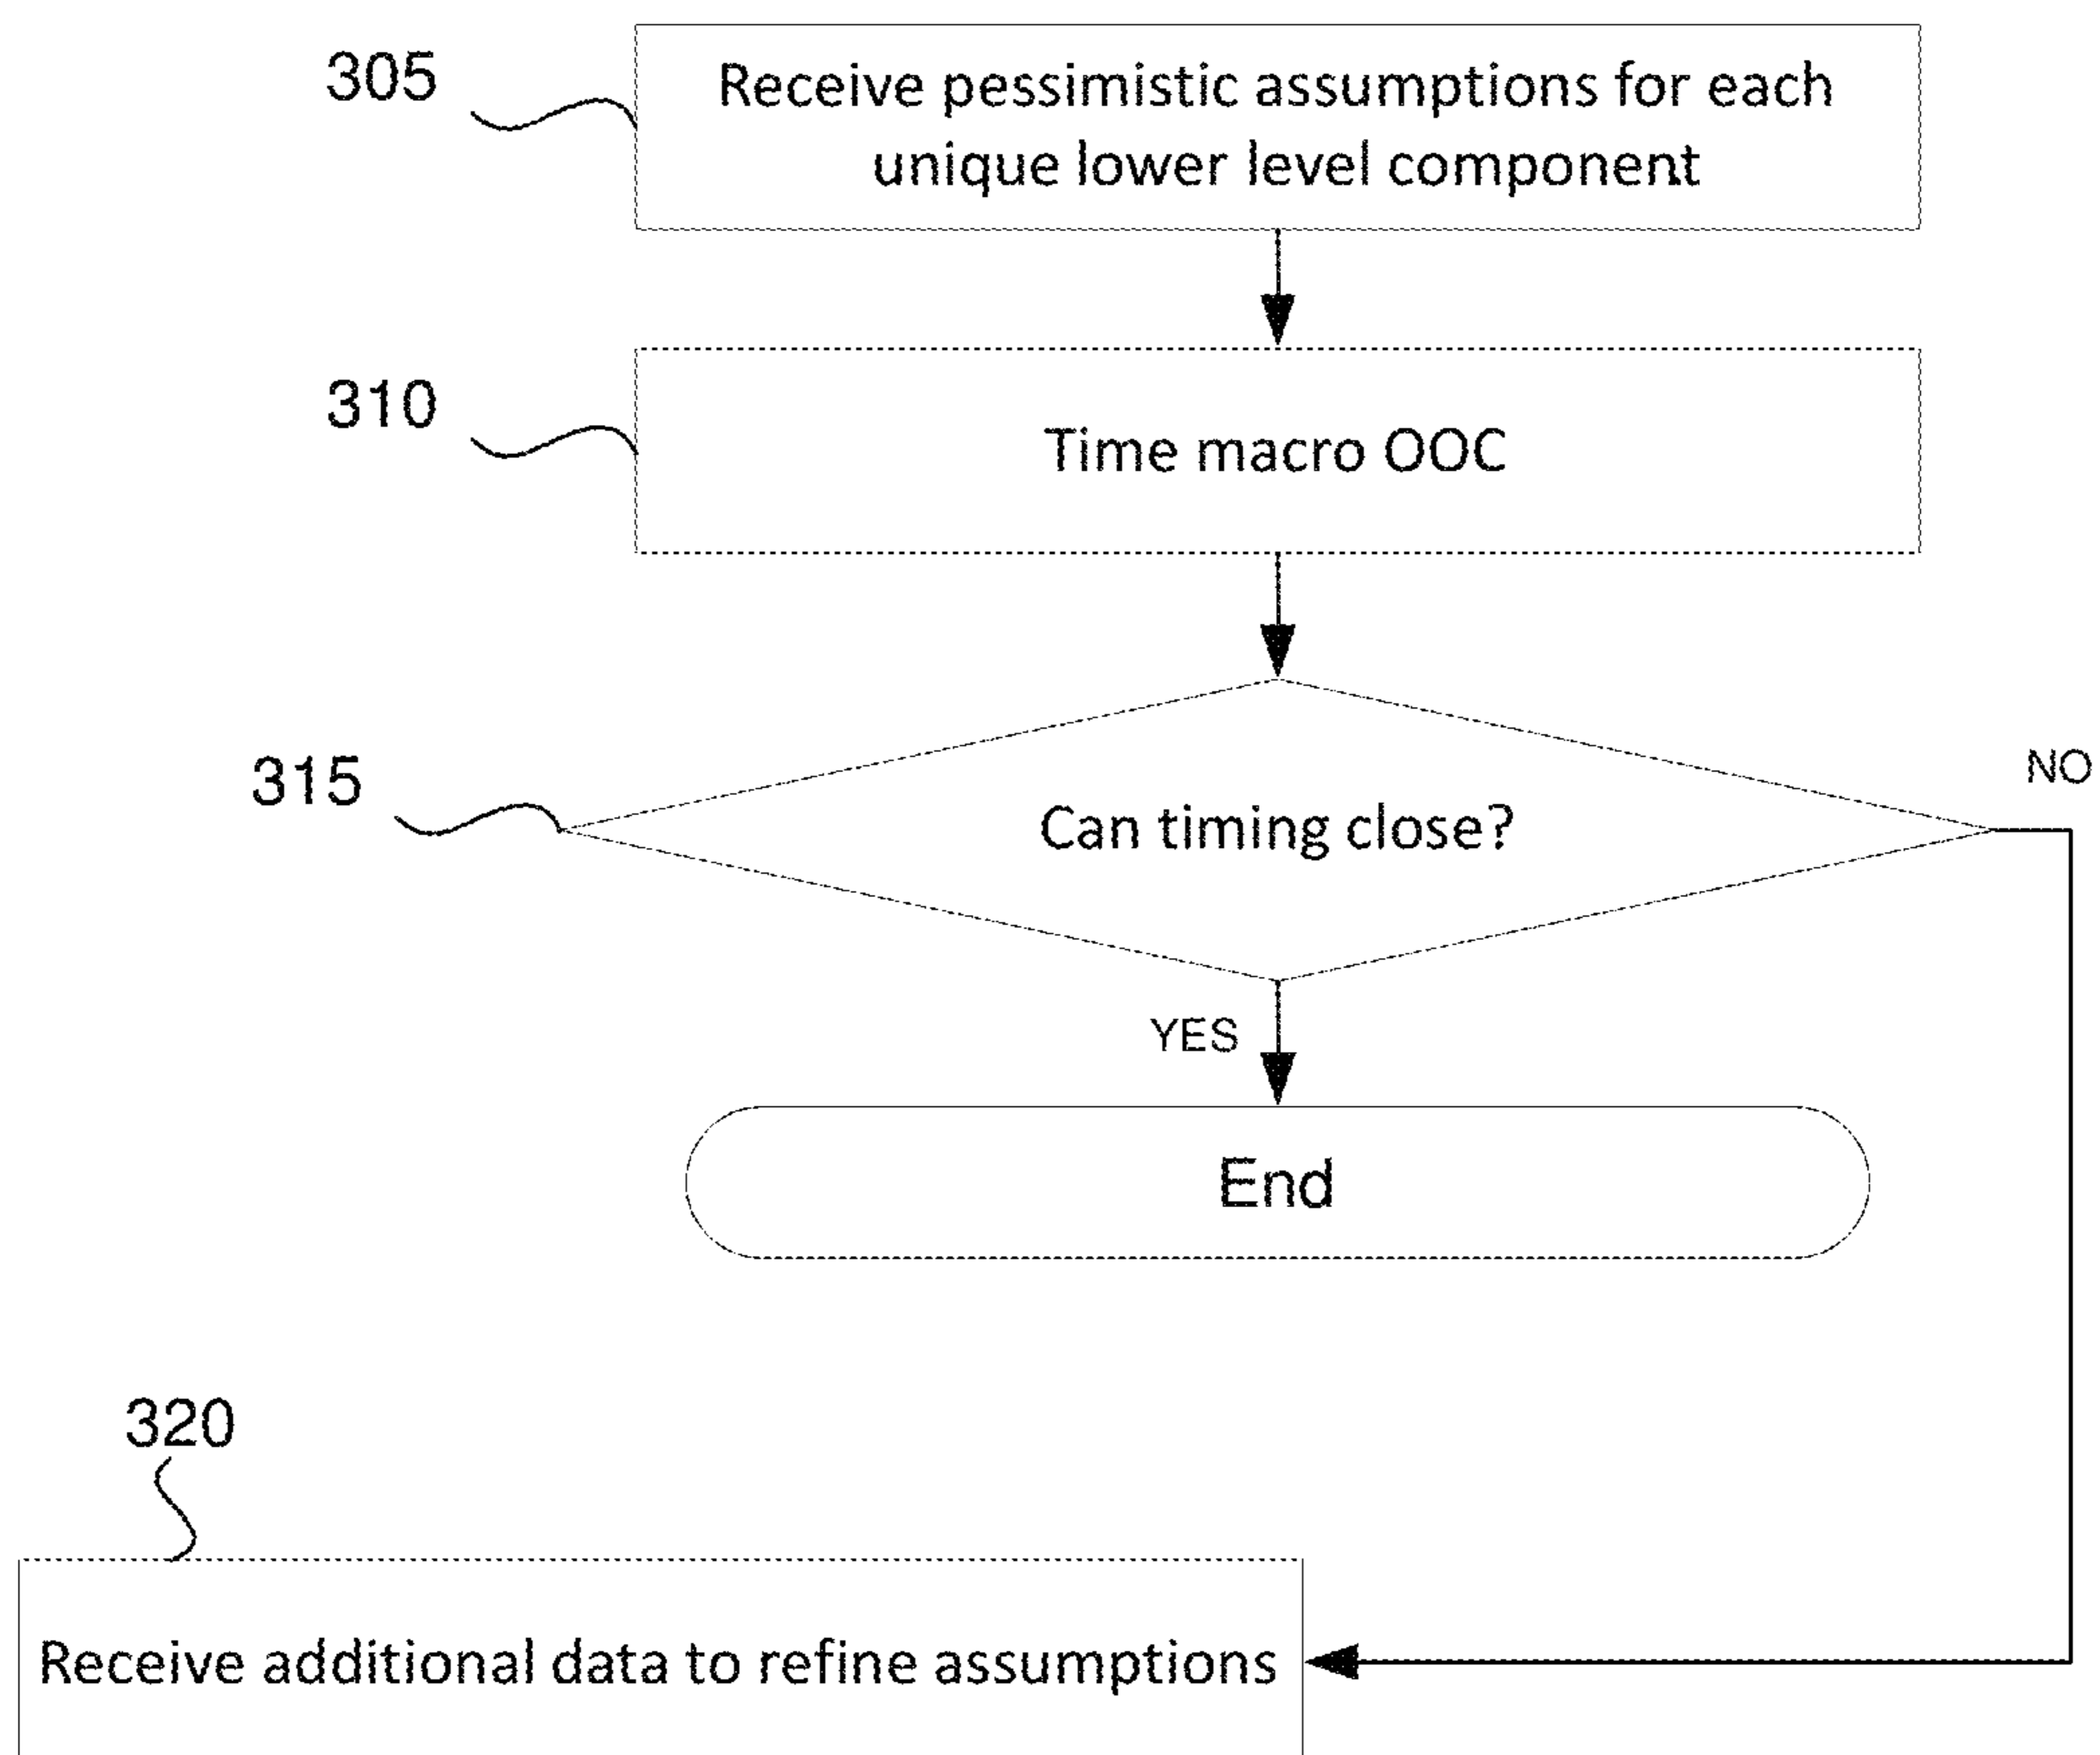 305
Receive pessimistic assumptions for each
unique lower level component
310
Time macro OOC
315
Can timing close?
NO
YES
End
320
Receive additional data to refine assumptions